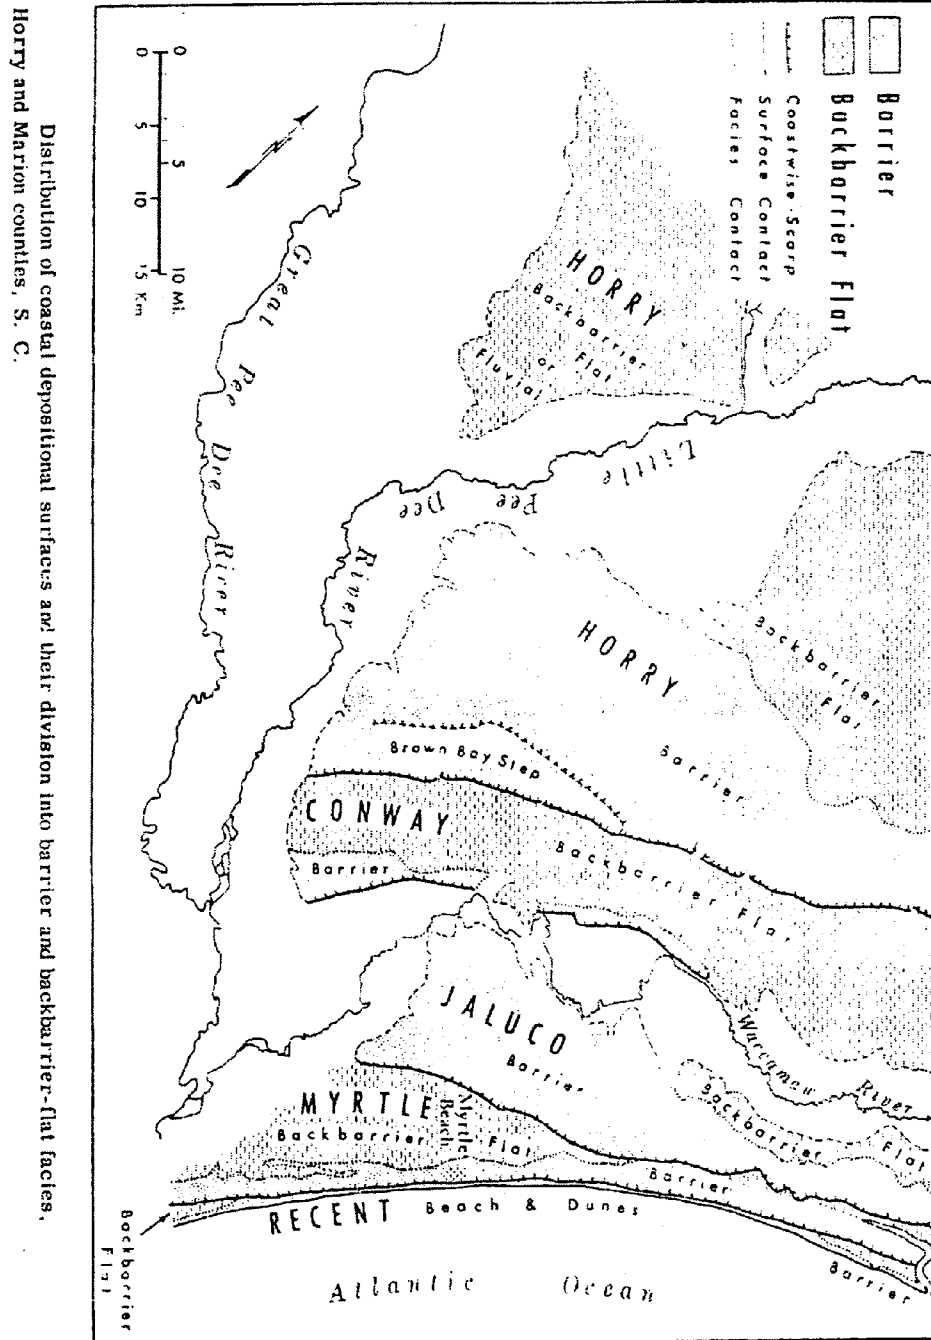 Barrier
Backbarrier Flat
Coastwise Scarp
Surface Contact
Facies Contact
0 5 10 Mi.
0 5 10 15 Km
HORRY
Backbarrier
or Flat
Fluvial
Great Pee Dee River
Little Pee Dee River
HORRY
Barrier
Backbarrier
Flat
Brown Bay Step
CONWAY
Backbarrier Flat
Barrier
Waccamaw River
JALUCO
Barrier
Backbarrier Flat
MYRTLE
Backbarrier Flat
Myrtle
Beach
Barrier
RECENT Beach & Dunes
Barrier
Backbarrier
Flat
Atlantic Ocean
Distribution of coastal depositional surfaces and their division into barrier and backbarrier-flat facies,
Horry and Marion counties, S. C.